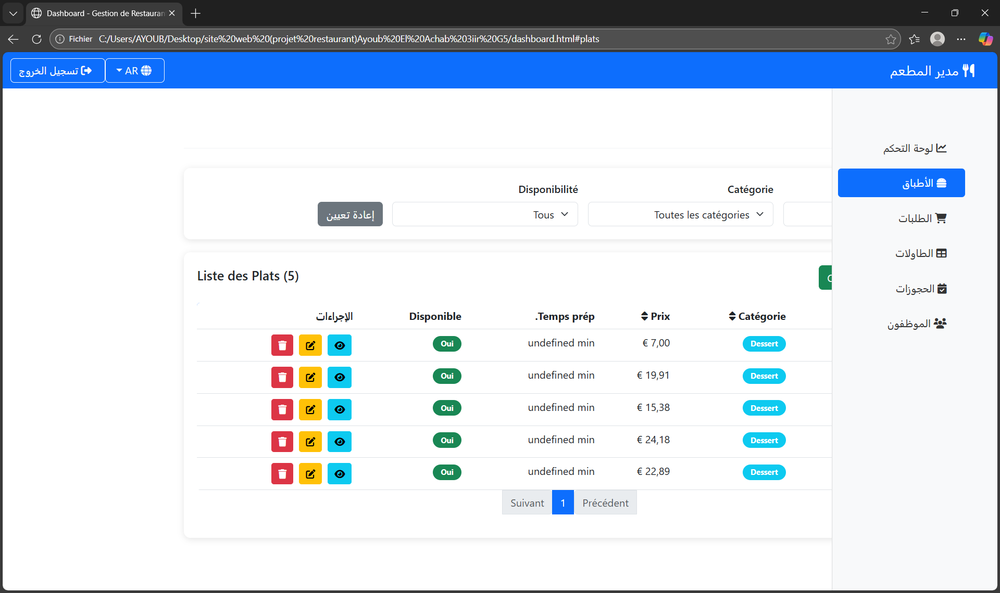 Dashboard - Gestion de Restauran
Fichier C:/Users/AYOUB/Desktop/site%20web%20(projet%20restaurant)Ayoub%20El%20Achab%203iir%20G5/dashboard.html#plats
مدير المطعم
AR
تسجيل الخروج
لوحة التحكم
الأطباق
الطلبات
الطاولات
الحجوزات
الموظفون
Catégorie
Disponibilité
Toutes les catégories
Tous
إعادة تعيين
Liste des Plats (5)
Catégorie Prix Temps prép. Disponible الإجراءات
Dessert 7,00 € undefined min Oui
Dessert 19,91 € undefined min Oui
Dessert 15,38 € undefined min Oui
Dessert 24,18 € undefined min Oui
Dessert 22,89 € undefined min Oui
Précédent 1 Suivant